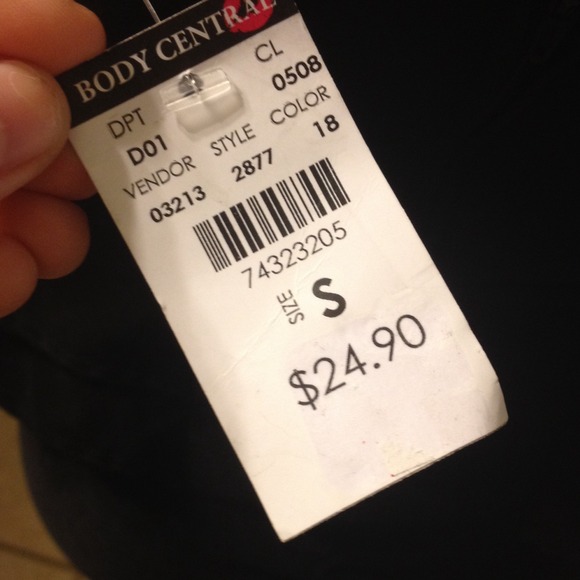 BODY CENTRAL
DPT CL
D01 0508
VENDOR STYLE COLOR
03213 2877 18
74323205
SIZE S
$24.90